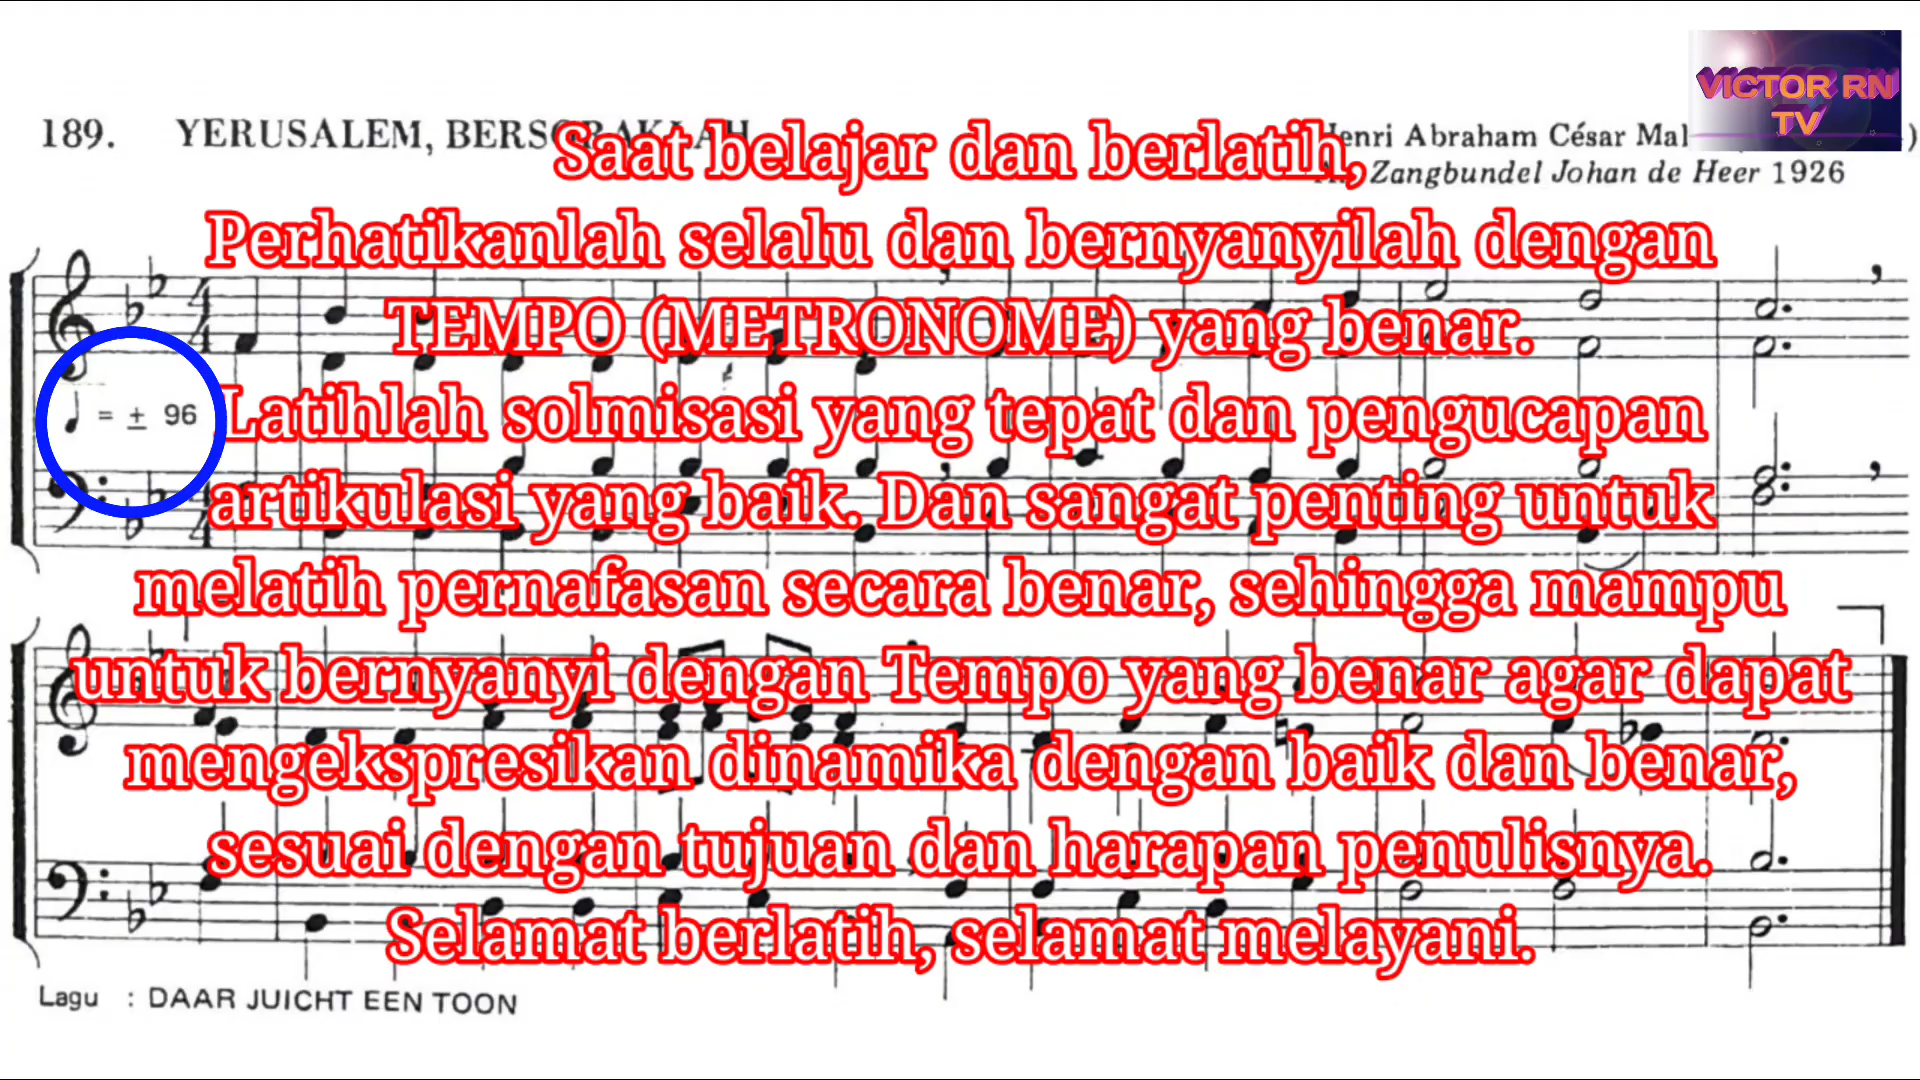 VICTOR RN
TV
189. YERUSALEM,
Henri Abraham César
Zangbundel Johan de Heer 1926
Saat belajar dan berlatih,
Perhatikanlah selalu dan bernyanyilah dengan
TEMPO (METRONOME) yang benar.
= ± 96
Latihlah solmisasi yang tepat dan pengucapan
artikulasi yang baik. Dan sangat penting untuk
melatih pernafasan secara benar, sehingga mampu
untuk bernyanyi dengan Tempo yang benar agar dapat
mengekspresikan dinamika dengan baik dan benar,
sesuai dengan tujuan dan harapan penulisnya.
Selamat berlatih, selamat melayani.
Lagu : DAAR JUICHT EEN TOON